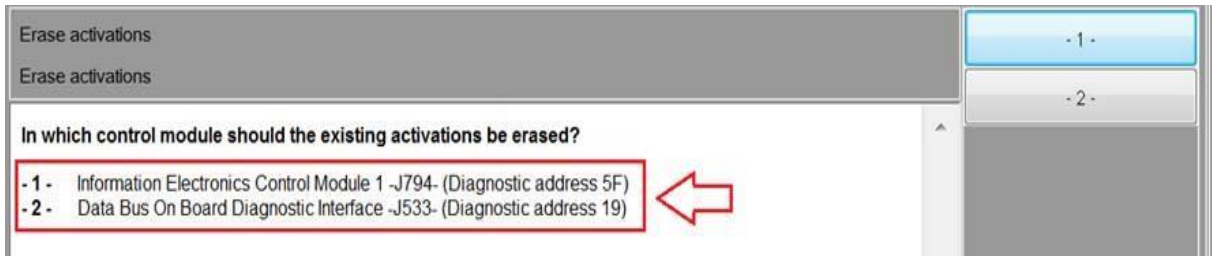 Erase activations
Erase activations
- 1 -
- 2 -
In which control module should the existing activations be erased?
- 1 - Information Electronics Control Module 1 -J794- (Diagnostic address 5F)
- 2 - Data Bus On Board Diagnostic Interface -J533- (Diagnostic address 19)